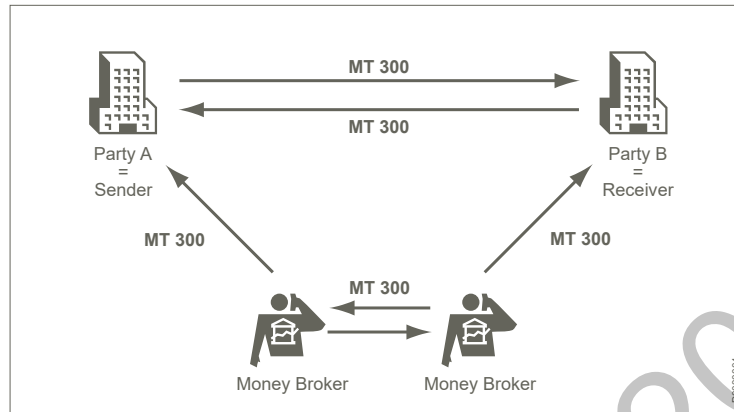 MT 300
MT 300
Party A
=
Sender
Party B
=
Receiver
MT 300
MT 300
MT 300
Money Broker
Money Broker